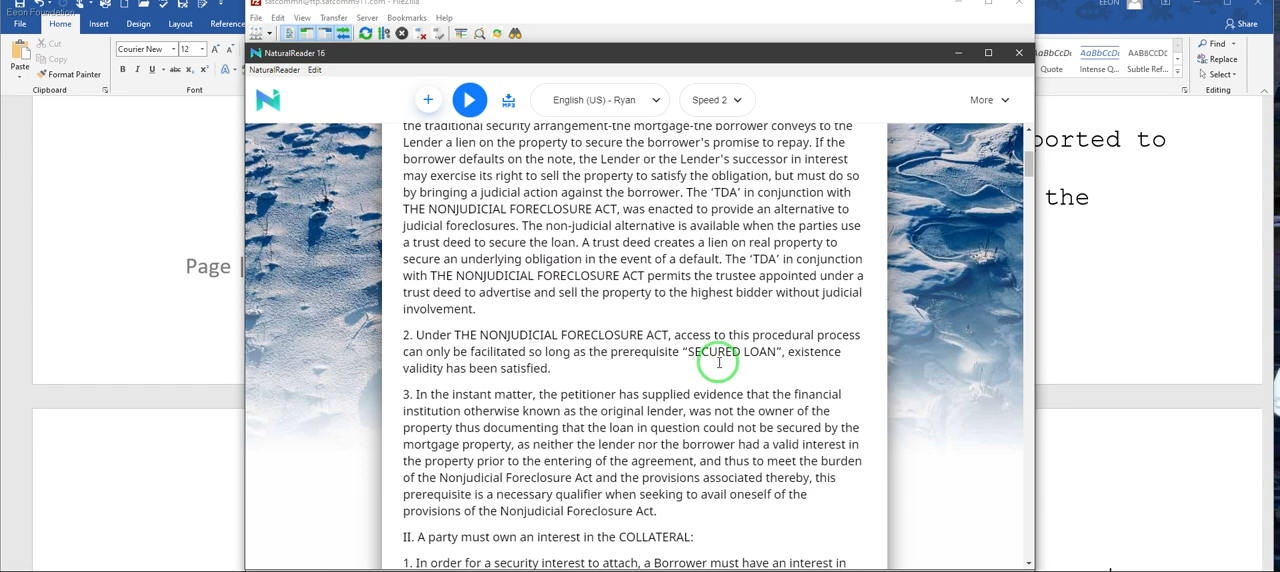 satcommn@ftp.satcomm911.com - FileZilla
EEON
Eeon Foundation
File Home Insert Design Layout Reference
File Edit View Transfer Server Bookmarks Help
Share
Cut
Copy
Paste
Format Painter
Courier New 12
B I U abc x₂ x²
Clipboard
Font
NaturalReader 16
NaturalReader Edit
English (US) - Ryan
Speed 2
More
AaBbCcDc AaBbCcDc AABBCCDE
Quote Intense Q... Subtle Ref...
Find
Replace
Select
Editing
ported to
the
Page
the traditional security arrangement-the mortgage-the borrower conveys to the
Lender a lien on the property to secure the borrower's promise to repay. If the
borrower defaults on the note, the Lender or the Lender's successor in interest
may exercise its right to sell the property to satisfy the obligation, but must do so
by bringing a judicial action against the borrower. The ‘TDA’ in conjunction with
THE NONJUDICIAL FORECLOSURE ACT, was enacted to provide an alternative to
judicial foreclosures. The non-judicial alternative is available when the parties use
a trust deed to secure the loan. A trust deed creates a lien on real property to
secure an underlying obligation in the event of a default. The ‘TDA’ in conjunction
with THE NONJUDICIAL FORECLOSURE ACT permits the trustee appointed under a
trust deed to advertise and sell the property to the highest bidder without judicial
involvement.
2. Under THE NONJUDICIAL FORECLOSURE ACT, access to this procedural process
can only be facilitated so long as the prerequisite “SECURED LOAN”, existence
validity has been satisfied.
3. In the instant matter, the petitioner has supplied evidence that the financial
institution otherwise known as the original lender, was not the owner of the
property thus documenting that the loan in question could not be secured by the
mortgage property, as neither the lender nor the borrower had a valid interest in
the property prior to the entering of the agreement, and thus to meet the burden
of the Nonjudicial Foreclosure Act and the provisions associated thereby, this
prerequisite is a necessary qualifier when seeking to avail oneself of the
provisions of the Nonjudicial Foreclosure Act.
II. A party must own an interest in the COLLATERAL:
1. In order for a security interest to attach, a Borrower must have an interest in